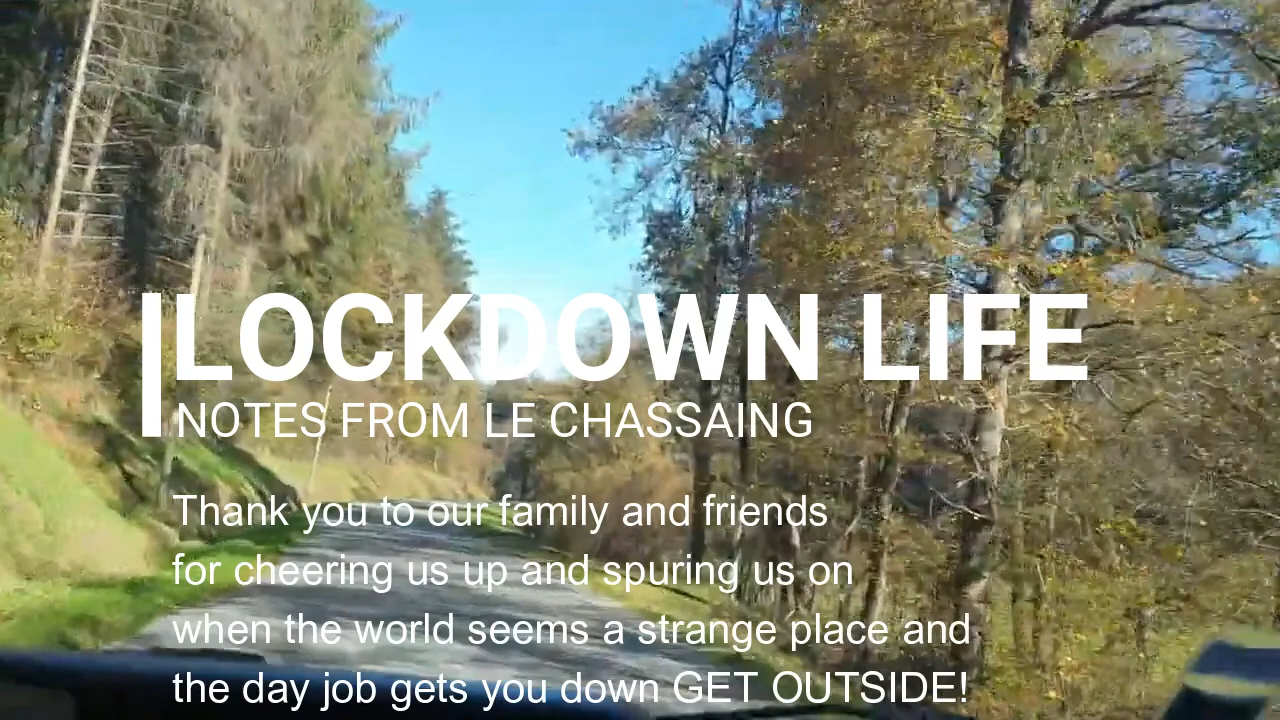 LOCKDOWN LIFE
NOTES FROM LE CHASSAING
Thank you to our family and friends
for cheering us up and spuring us on
when the world seems a strange place and
the day job gets you down GET OUTSIDE!